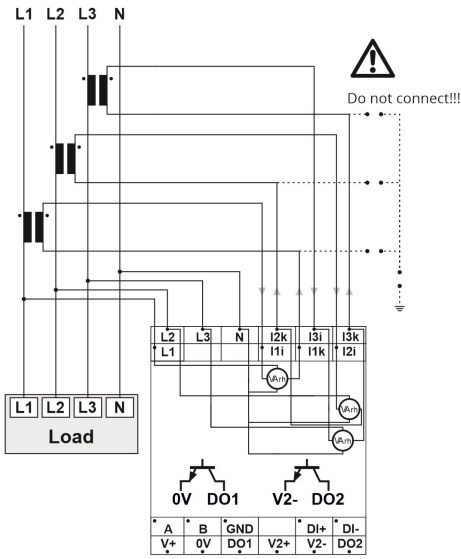 L1 L2 L3 N
Do not connect!!!
L2 L3 N I2k I3i I3k
L1 I1i I1k I2i
VArh
VArh
VArh
L1 L2 L3 N
Load
0V DO1 V2- DO2
A B GND DI+ DI-
V+ 0V DO1 V2+ V2- DO2